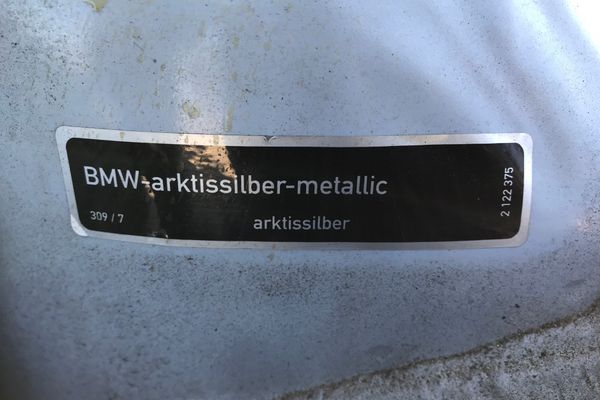 BMW-arktissilber-metallic
309 / 7
arktissilber
2 122 375